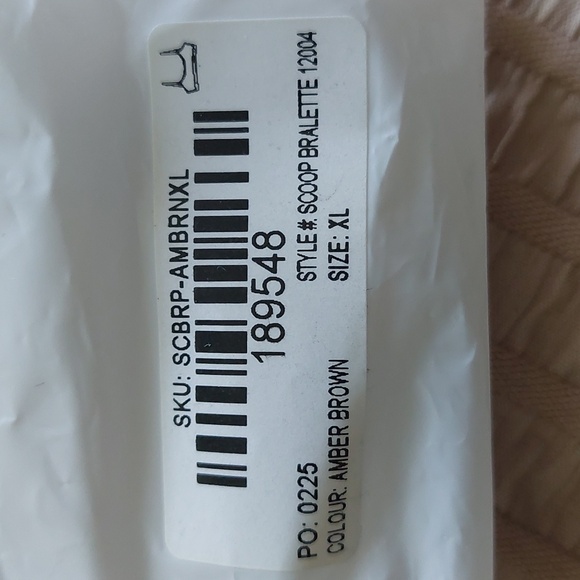 SKU: SCBRP-AMBRNXL
189548
PO: 0225
STYLE #: SCOOP BRALETTE 12004
COLOUR: AMBER BROWN
SIZE: XL